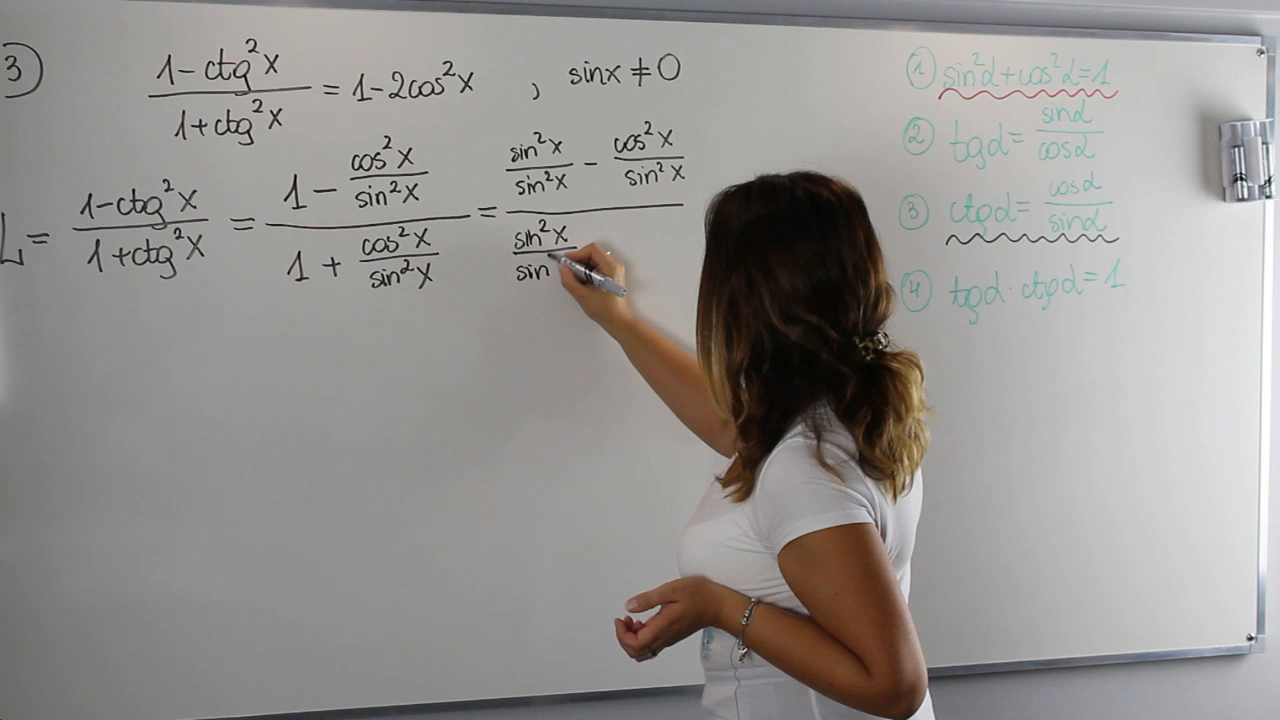 3 (1-ctg²x)/(1+ctg²x) = 1-2cos²x , sinx ≠ 0
L = (1-ctg²x)/(1+ctg²x) = (1 - cos²x/sin²x)/(1 + cos²x/sin²x) = (sin²x/sin²x - cos²x/sin²x)/(sin²x/sin
① sin²α+cos²α=1
② tgα = sinα/cosα
③ ctgα = cosα/sinα
④ tgα · ctgα = 1